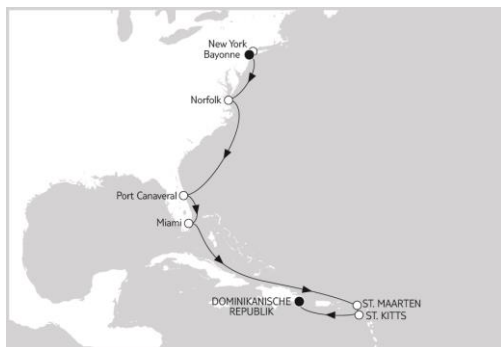 New York
Bayonne
Norfolk
Port Canaveral
Miami
DOMINIKANISCHE
REPUBLIK
ST. MAARTEN
ST. KITTS